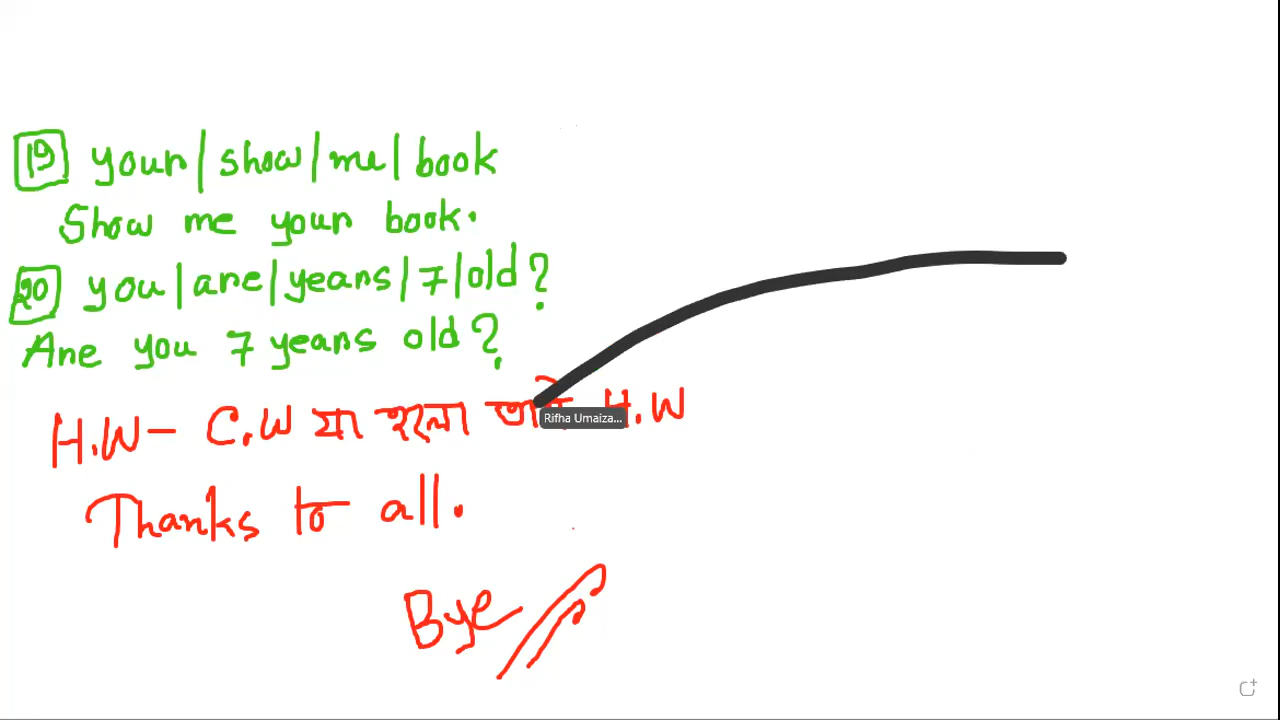 19 your/show/me/book
Show me your book.
20 you/are/years/7/old?
Are you 7 years old?
H.W- C.W যা হলো তাই H.W
Rifha Umaiza...
Thanks to all.
Bye